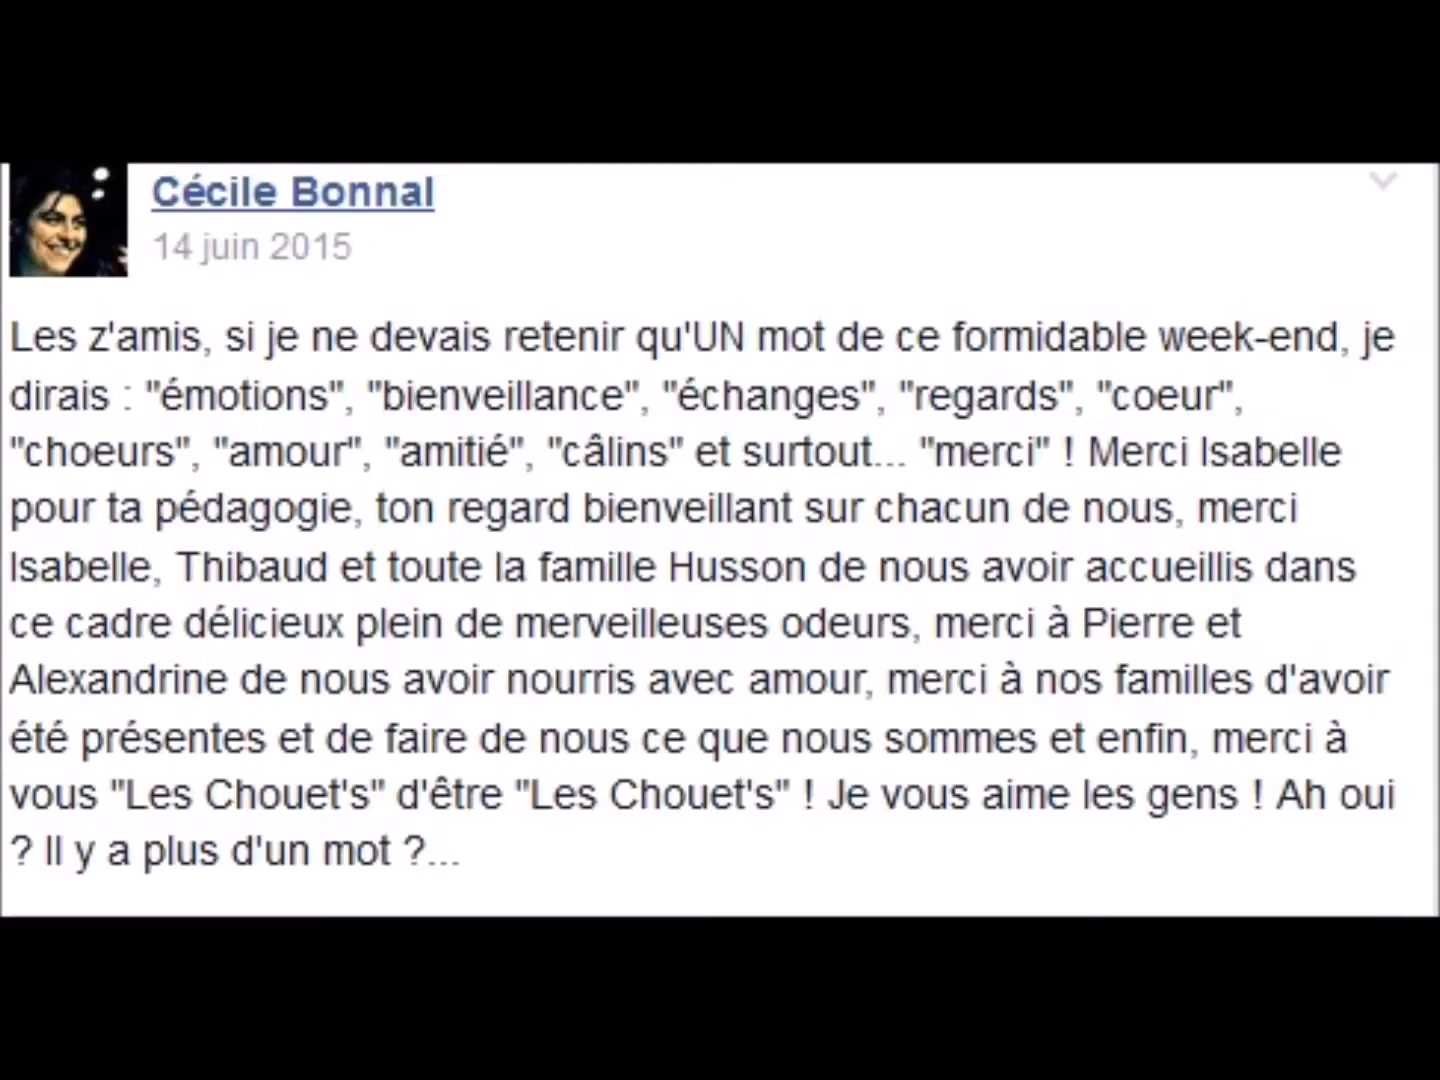 Cécile Bonnal
14 juin 2015
Les z'amis, si je ne devais retenir qu'UN mot de ce formidable week-end, je
dirais : "émotions", "bienveillance", "échanges", "regards", "coeur",
"choeurs", "amour", "amitié", "câlins" et surtout... "merci" ! Merci Isabelle
pour ta pédagogie, ton regard bienveillant sur chacun de nous, merci
Isabelle, Thibaud et toute la famille Husson de nous avoir accueillis dans
ce cadre délicieux plein de merveilleuses odeurs, merci à Pierre et
Alexandrine de nous avoir nourris avec amour, merci à nos familles d'avoir
été présentes et de faire de nous ce que nous sommes et enfin, merci à
vous "Les Chouet's" d'être "Les Chouet's" ! Je vous aime les gens ! Ah oui
? Il y a plus d'un mot ?...